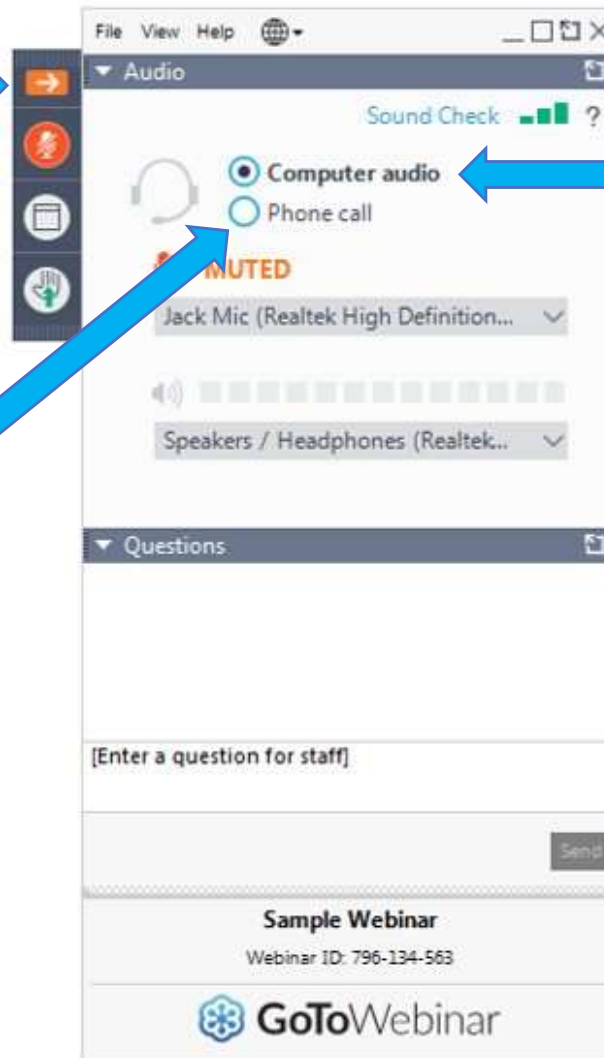 File View Help
Audio
Sound Check ?
Computer audio
Phone call
MUTED
Jack Mic (Realtek High Definition...
Speakers / Headphones (Realtek...
Questions
[Enter a question for staff]
Send
Sample Webinar
Webinar ID: 796-134-563
GoToWebinar